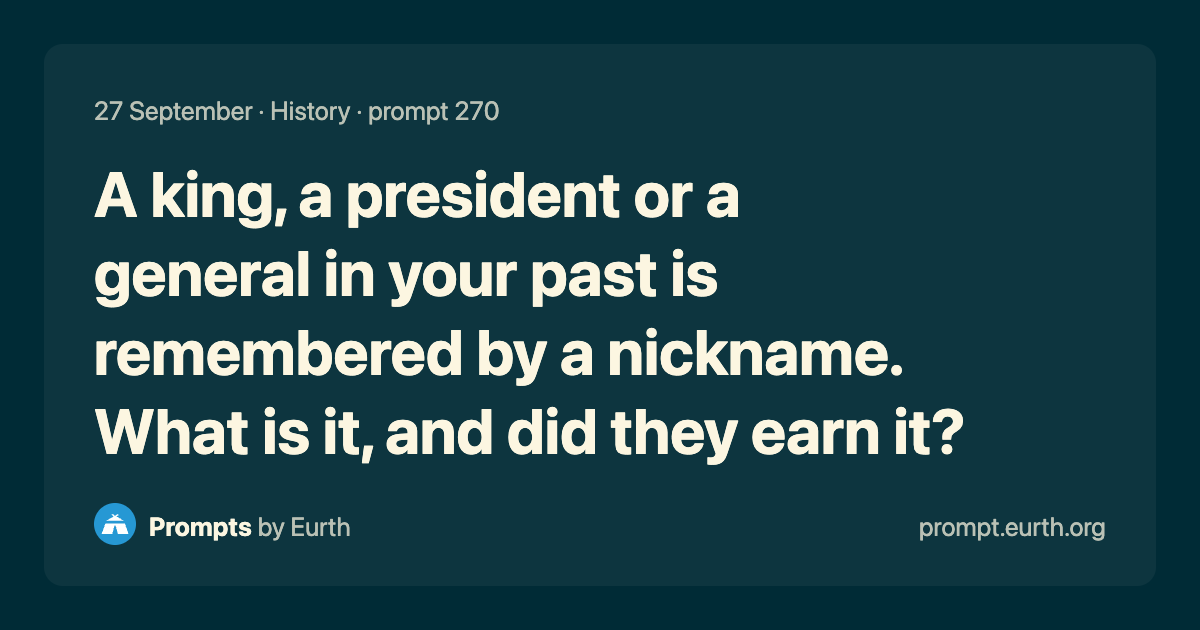 27 September · History · prompt 270
A king, a president or a
general in your past is
remembered by a nickname.
What is it, and did they earn it?
Prompts by Eurth
prompt.eurth.org